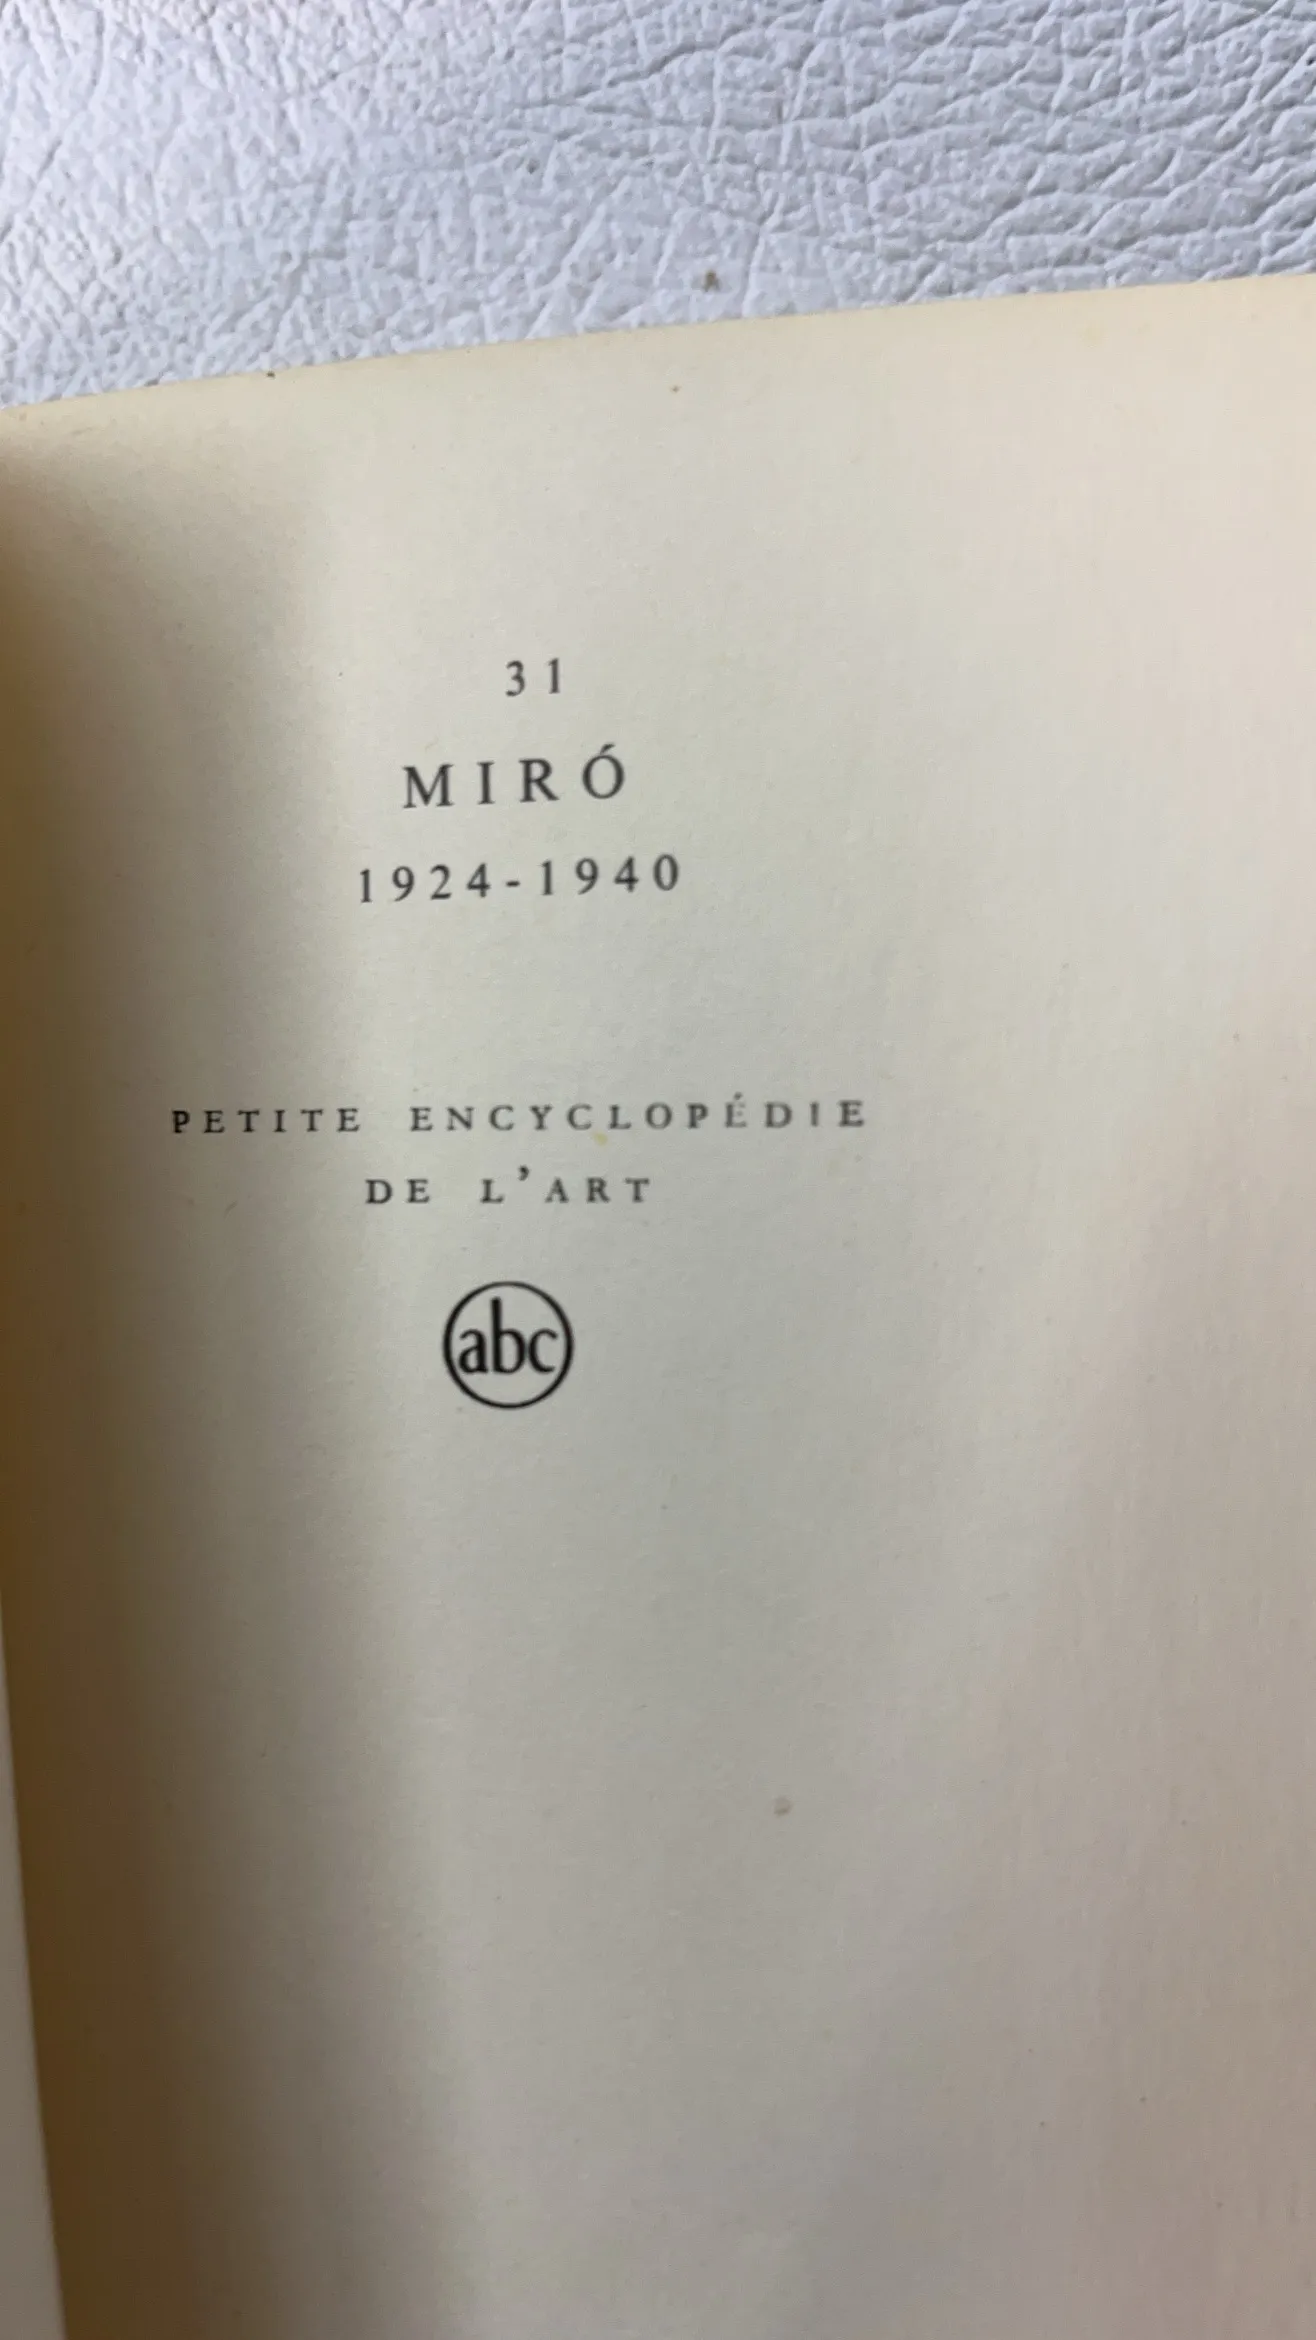 31
MIRÓ
1924-1940
PETITE ENCYCLOPÉDIE
DE L'ART
abc